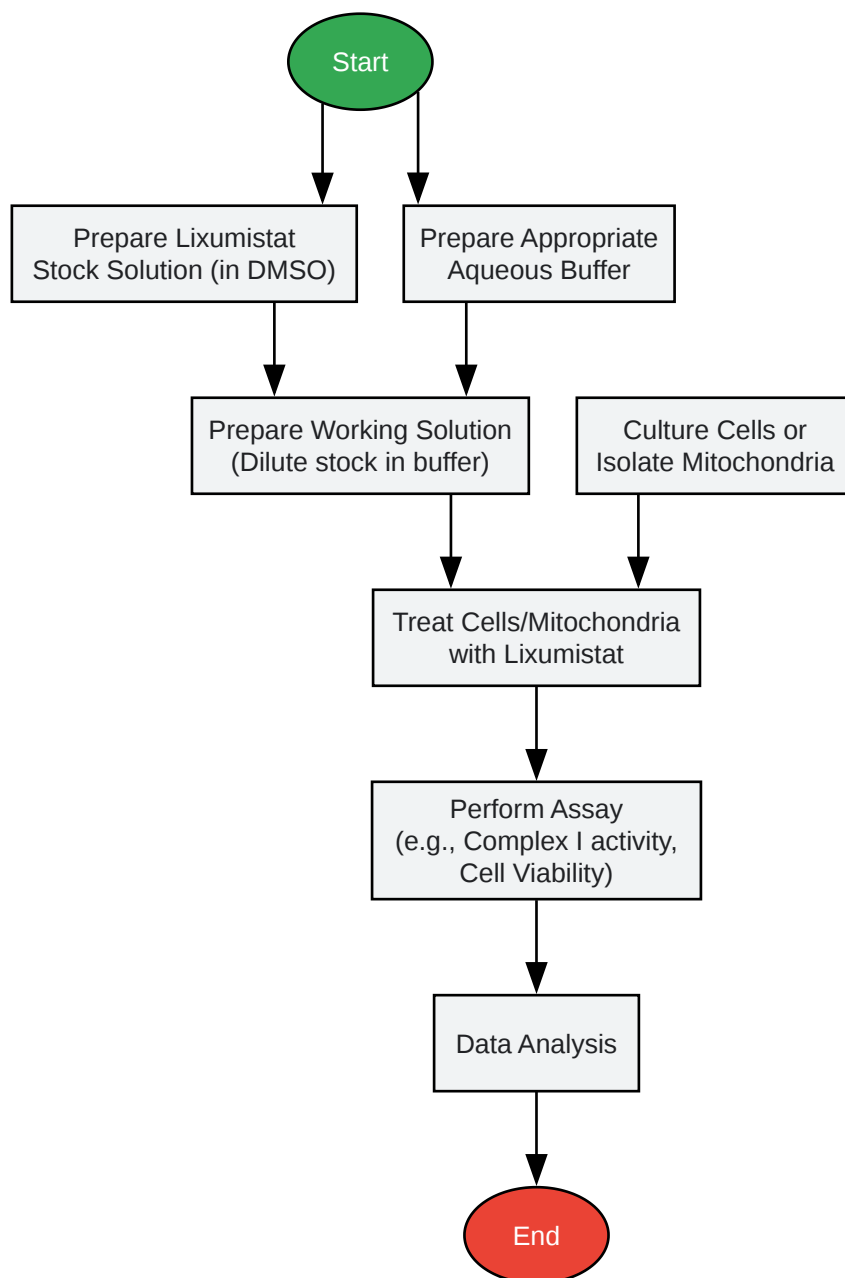 Start
Prepare Lixumistat
Stock Solution (in DMSO)
Prepare Appropriate
Aqueous Buffer
Prepare Working Solution
(Dilute stock in buffer)
Culture Cells or
Isolate Mitochondria
Treat Cells/Mitochondria
with Lixumistat
Perform Assay
(e.g., Complex I activity,
Cell Viability)
Data Analysis
End